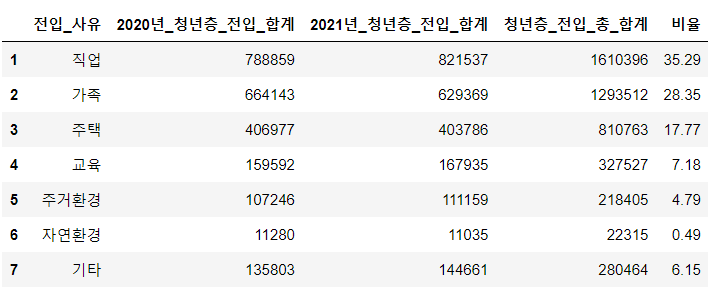 전입_사유 2020년_청년층_전입_합계 2021년_청년층_전입_합계 청년층_전입_총_합계 비율
1 직업 788859 821537 1610396 35.29
2 가족 664143 629369 1293512 28.35
3 주택 406977 403786 810763 17.77
4 교육 159592 167935 327527 7.18
5 주거환경 107246 111159 218405 4.79
6 자연환경 11280 11035 22315 0.49
7 기타 135803 144661 280464 6.15